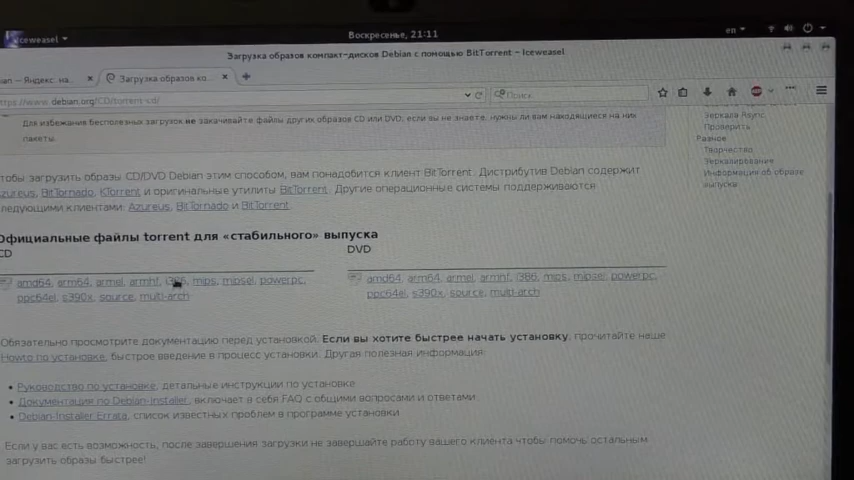 Iceweasel
Воскресенье, 21:11
en
Загрузка образов компакт-дисков Debian с помощью BitTorrent - Iceweasel
ian — Яндекс. на...
Загрузка образов ко...
ttps://www.debian.org/CD/torrent-cd/
Поиск
Для избежания бесполезных загрузок не закачивайте файлы других образов CD или DVD, если вы не знаете, нужны ли вам находящиеся на них
пакеты.
Зеркала Rsync
Проверить
Разное
Творчество
Зеркалирование
Информация об образе
выпуска
тобы загрузить образы CD/DVD Debian этим способом, вам понадобится клиент BitTorrent. Дистрибутив Debian содержит
zureus, BitTornado, KTorrent и оригинальные утилиты BitTorrent. Другие операционные системы поддерживаются
ледующими клиентами: Azureus, BitTornado и BitTorrent.
Официальные файлы torrent для «стабильного» выпуска
CD
DVD
amd64, arm64, armel, armhf, i386, mips, mipsel, powerpc,
ppc64el, s390x, source, multi-arch
amd64, arm64, armel, armhf, i386, mips, mipsel, powerpc,
ppc64el, s390x, source, multi-arch
Обязательно просмотрите документацию перед установкой. Если вы хотите быстрее начать установку, прочитайте наше
Howto по установке, быстрое введение в процесс установки. Другая полезная информация:
• Руководство по установке, детальные инструкции по установке
• Документация по Debian-Installer, включает в себя FAQ с общими вопросами и ответами
• Debian-Installer Errata, список известных проблем в программе установки
Если у вас есть возможность, после завершения загрузки не завершайте работу вашего клиента чтобы помочь остальным
загрузить образы быстрее!